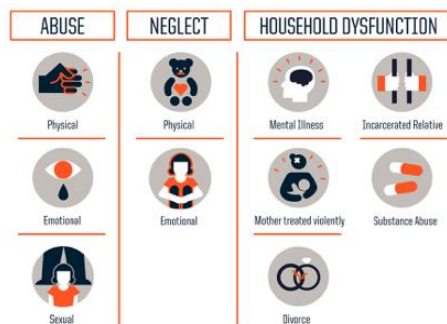 ABUSE
NEGLECT
HOUSEHOLD DYSFUNCTION
Physical
Physical
Mental Illness
Incarcerated Relative
Emotional
Emotional
Mother treated violently
Substance Abuse
Sexual
Divorce